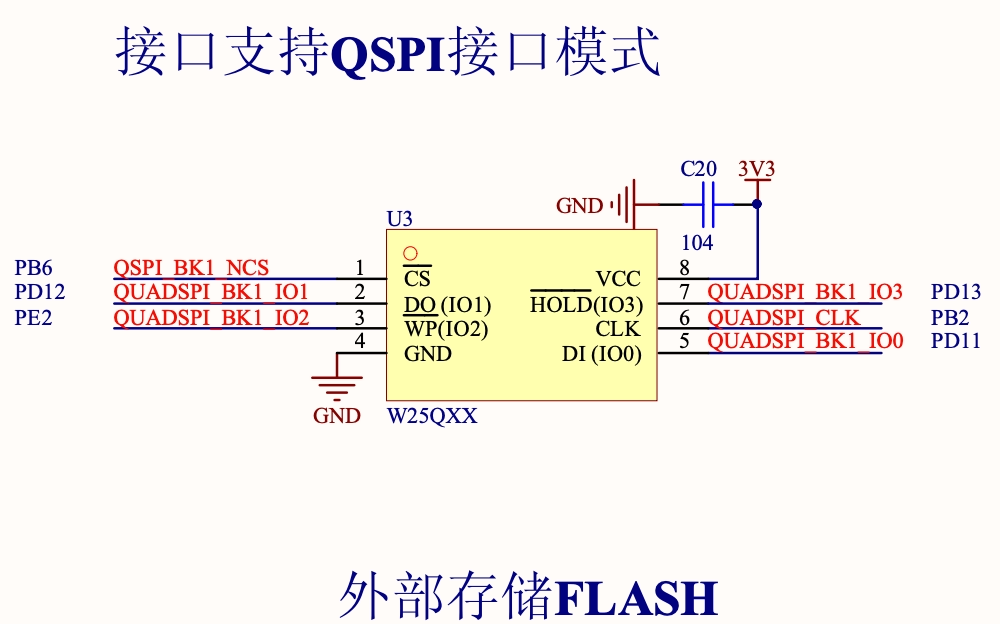 接口支持QSPI接口模式
C20 3V3
GND
U3
104
PB6 QSPI_BK1_NCS 1 CS VCC 8
PD12 QUADSPI_BK1_IO1 2 DO (IO1) HOLD(IO3) 7 QUADSPI_BK1_IO3 PD13
PE2 QUADSPI_BK1_IO2 3 WP(IO2) CLK 6 QUADSPI_CLK PB2
4 GND DI (IO0) 5 QUADSPI_BK1_IO0 PD11
GND W25QXX
外部存储FLASH